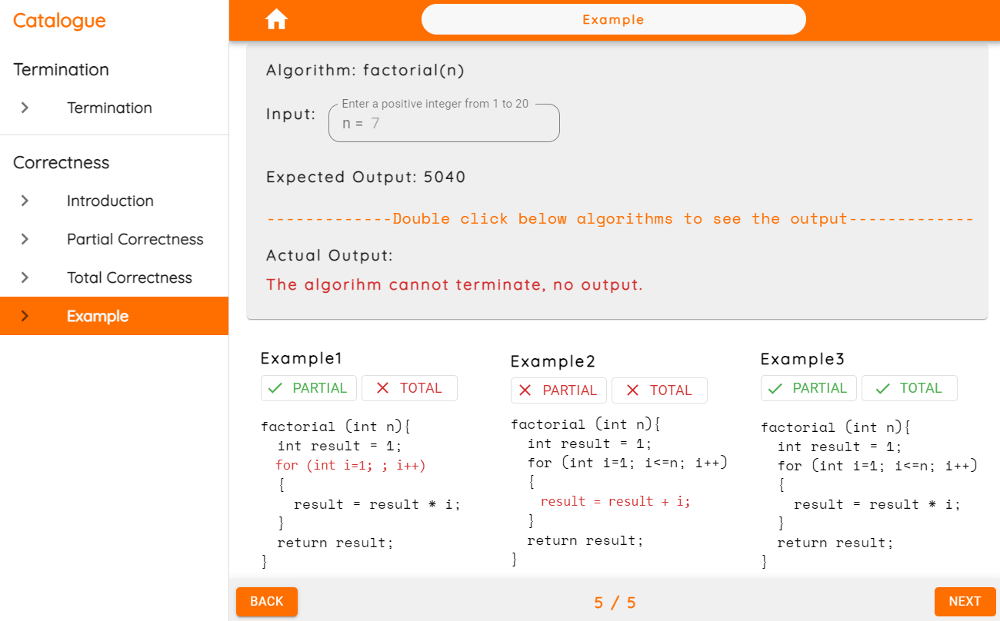 Catalogue
Termination
Termination
Correctness
Introduction
Partial Correctness
Total Correctness
Example
Example
Algorithm: factorial(n)
Input:
Enter a positive integer from 1 to 20
n = 7
Expected Output: 5040
-------------Double click below algorithms to see the output-------------
Actual Output:
The algorihm cannot terminate, no output.
Example1
PARTIAL TOTAL
factorial (int n){
int result = 1;
for (int i=1; ; i++)
{
result = result * i;
}
return result;
}
Example2
PARTIAL TOTAL
factorial (int n){
int result = 1;
for (int i=1; i<=n; i++)
{
result = result + i;
}
return result;
}
Example3
PARTIAL TOTAL
factorial (int n){
int result = 1;
for (int i=1; i<=n; i++)
{
result = result * i;
}
return result;
}
BACK
5 / 5
NEXT